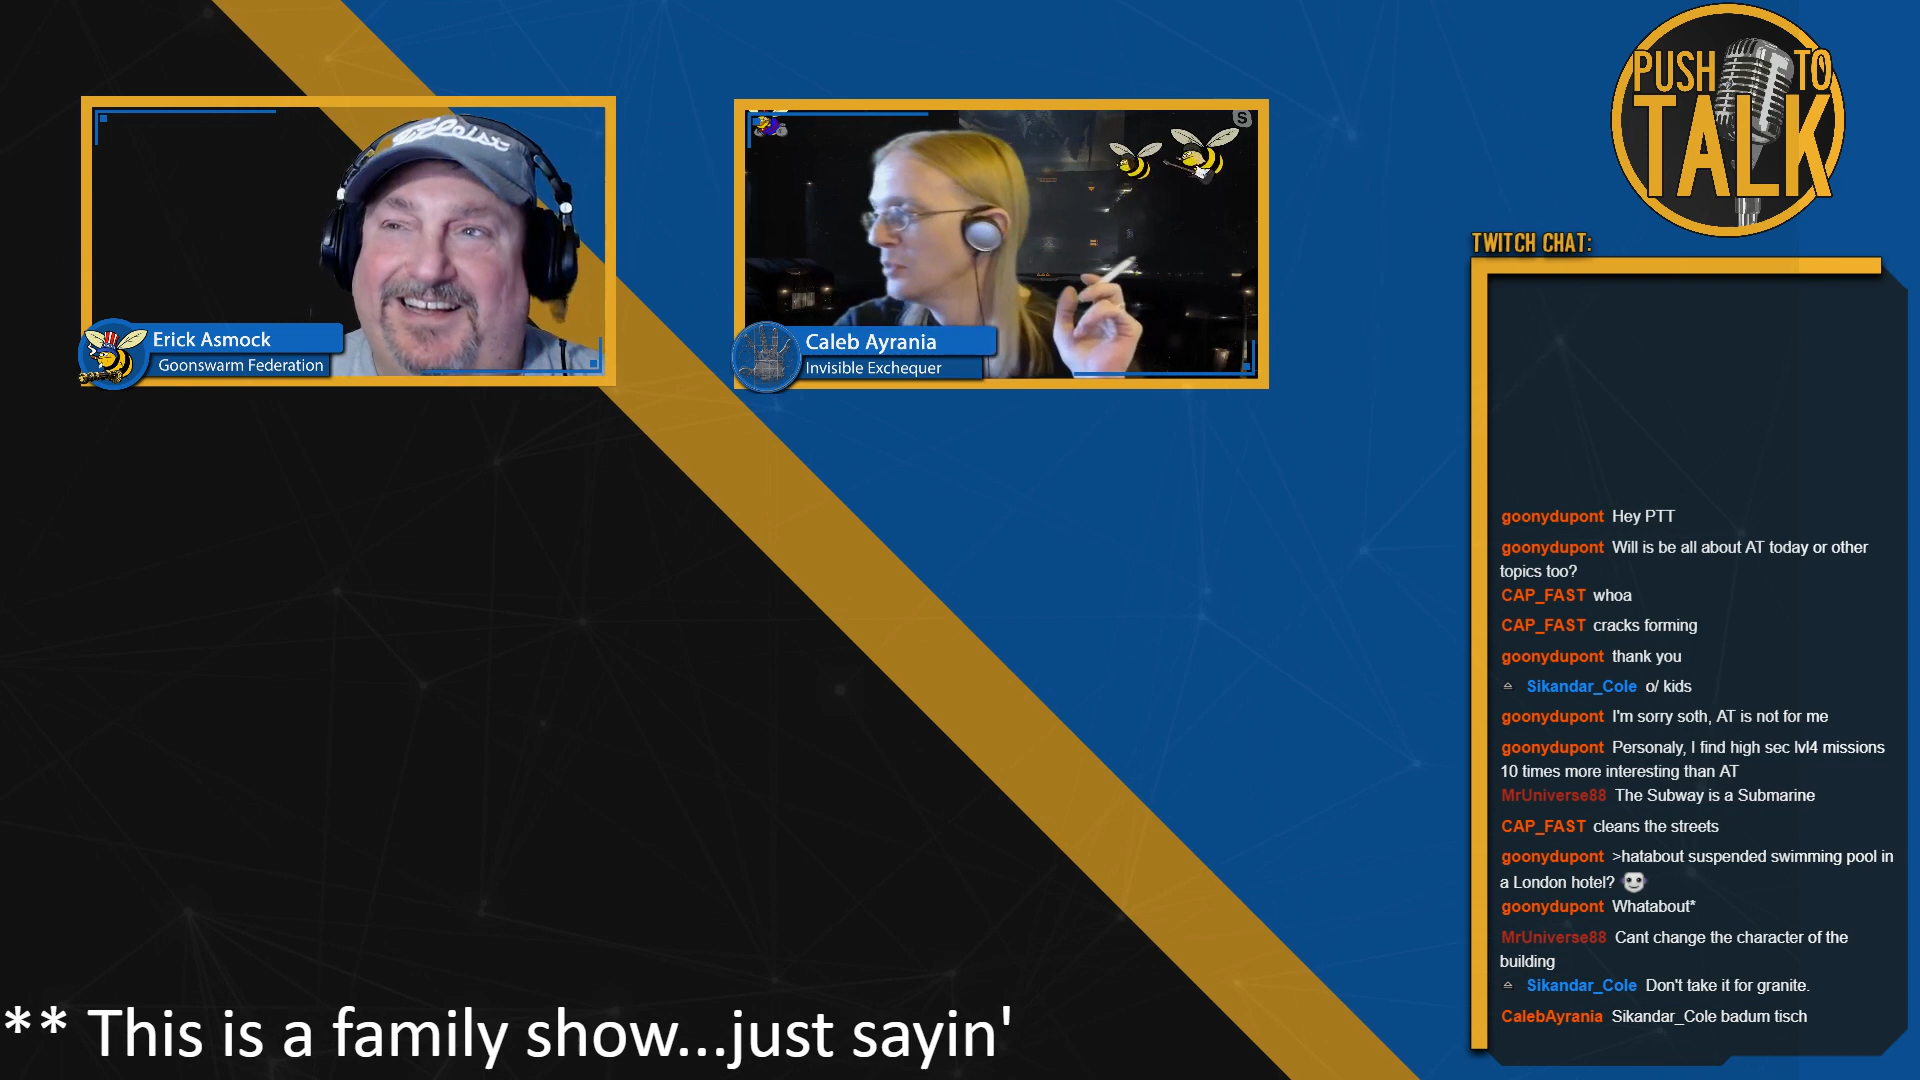 PUSH TO
TALK
TWITCH CHAT:
Erick Asmock
Goonswarm Federation
Caleb Ayrania
Invisible Exchequer
goonydupont Hey PTT
goonydupont Will is be all about AT today or other
topics too?
CAP_FAST whoa
CAP_FAST cracks forming
goonydupont thank you
Sikandar_Cole o/ kids
goonydupont I'm sorry soth, AT is not for me
goonydupont Personaly, I find high sec lvl4 missions
10 times more interesting than AT
MrUniverse88 The Subway is a Submarine
CAP_FAST cleans the streets
goonydupont >hatabout suspended swimming pool in
a London hotel?
goonydupont Whatabout*
MrUniverse88 Cant change the character of the
building
Sikandar_Cole Don't take it for granite.
CalebAyrania Sikandar_Cole badum tisch
** This is a family show...just sayin'